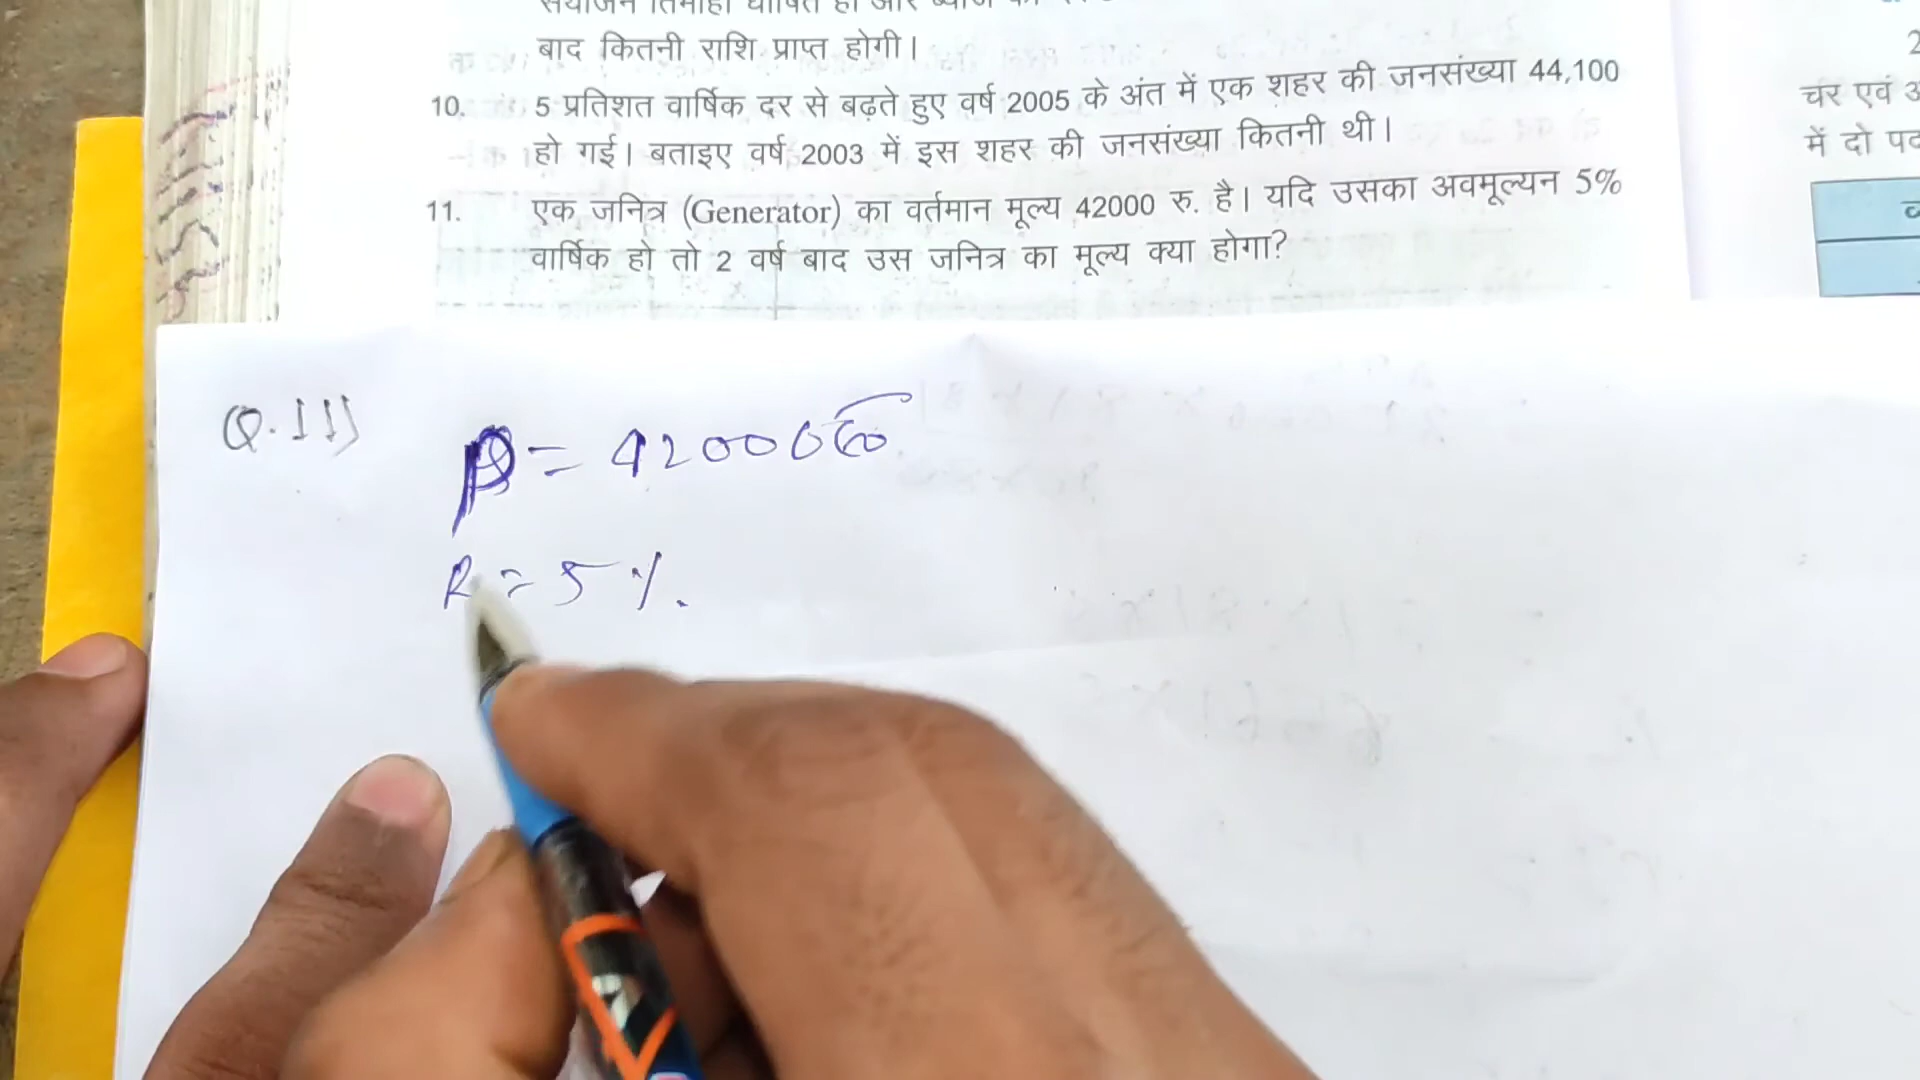 बाद कितनी राशि प्राप्त होगी।
10. 5 प्रतिशत वार्षिक दर से बढ़ते हुए वर्ष 2005 के अंत में एक शहर की जनसंख्या 44,100
हो गई। बताइए वर्ष 2003 में इस शहर की जनसंख्या कितनी थी।
11. एक जनित्र (Generator) का वर्तमान मूल्य 42000 रु. है। यदि उसका अवमूल्यन 5%
वार्षिक हो तो 2 वर्ष बाद उस जनित्र का मूल्य क्या होगा?
चर एवं
में दो
Q.11)
P = 42000
R = 5 %.